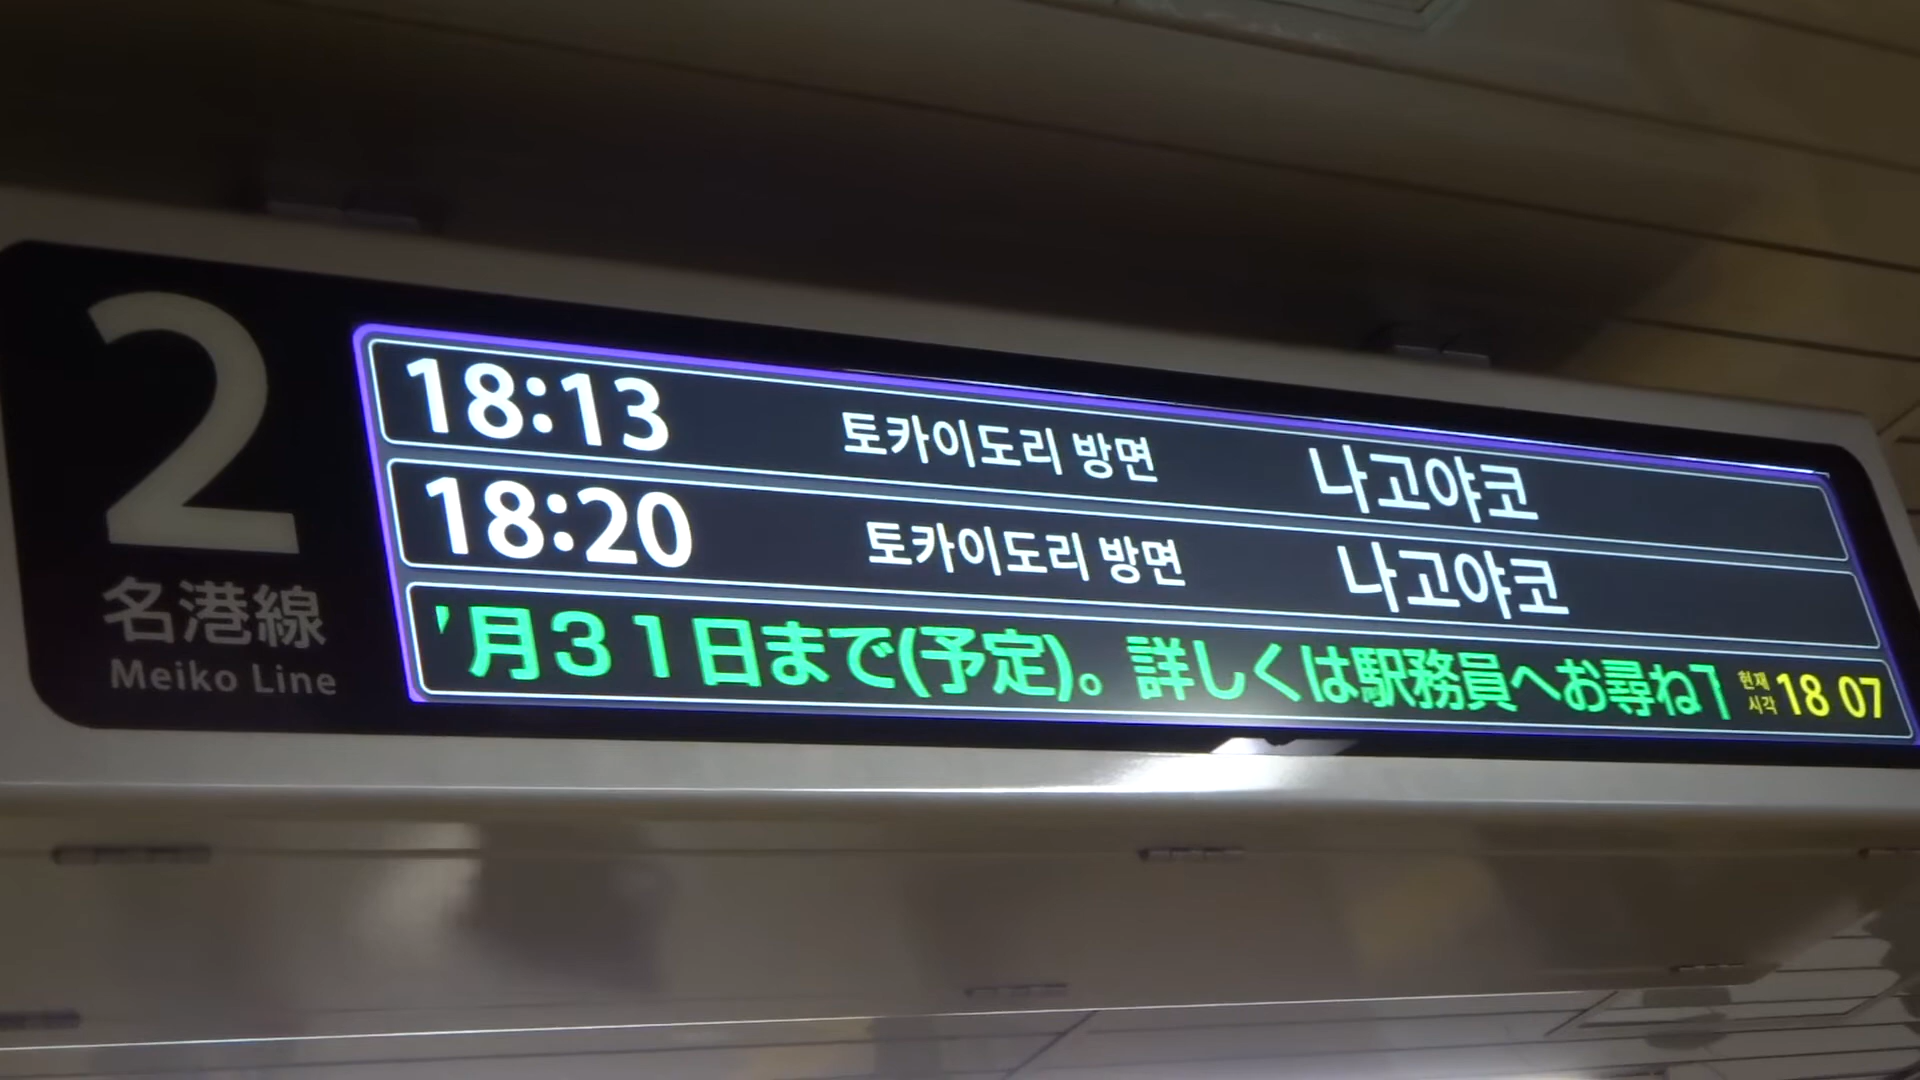 2
名港線
Meiko Line
18:13 토카이도리 방면 나고야코
18:20 토카이도리 방면 나고야코
月31日まで(予定)。詳しくは駅務員へお尋ね
현재 시각 18 07